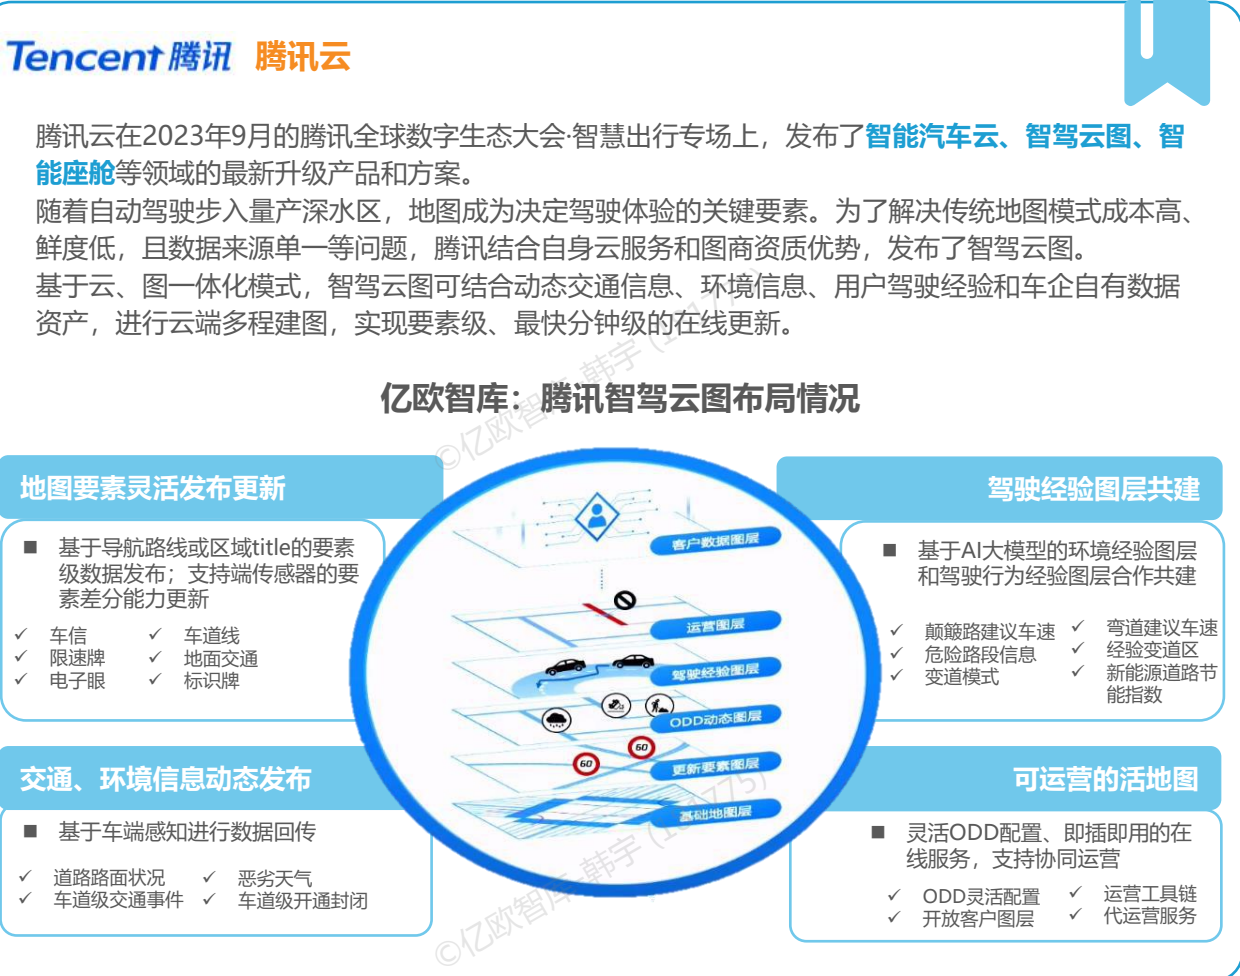 Tencent 腾讯 腾讯云
腾讯云在2023年9月的腾讯全球数字生态大会·智慧出行专场上，发布了智能汽车云、智驾云图、智
能座舱等领域的最新升级产品和方案。
随着自动驾驶步入量产深水区，地图成为决定驾驶体验的关键要素。为了解决传统地图模式成本高、
鲜度低，且数据来源单一等问题，腾讯结合自身云服务和图商资质优势，发布了智驾云图。
基于云、图一体化模式，智驾云图可结合动态交通信息、环境信息、用户驾驶经验和车企自有数据
资产，进行云端多程建图，实现要素级、最快分钟级的在线更新。
亿欧智库：腾讯智驾云图布局情况
地图要素灵活发布更新
■ 基于导航路线或区域title的要素
级数据发布；支持端传感器的要
素差分能力更新
✓ 车信 ✓ 车道线
✓ 限速牌 ✓ 地面交通
✓ 电子眼 ✓ 标识牌
交通、环境信息动态发布
■ 基于车端感知进行数据回传
✓ 道路路面状况 ✓ 恶劣天气
✓ 车道级交通事件 ✓ 车道级开通封闭
客户数据图层
运营图层
驾驶经验图层
ODD动态图层
60
60
更新要素图层
基础地图层
驾驶经验图层共建
■ 基于AI大模型的环境经验图层
和驾驶行为经验图层合作共建
✓ 颠簸路建议车速 ✓ 弯道建议车速
✓ 危险路段信息 ✓ 经验变道区
✓ 变道模式 ✓ 新能源道路节
能指数
可运营的活地图
■ 灵活ODD配置、即插即用的在
线服务，支持协同运营
✓ ODD灵活配置 ✓ 运营工具链
✓ 开放客户图层 ✓ 代运营服务